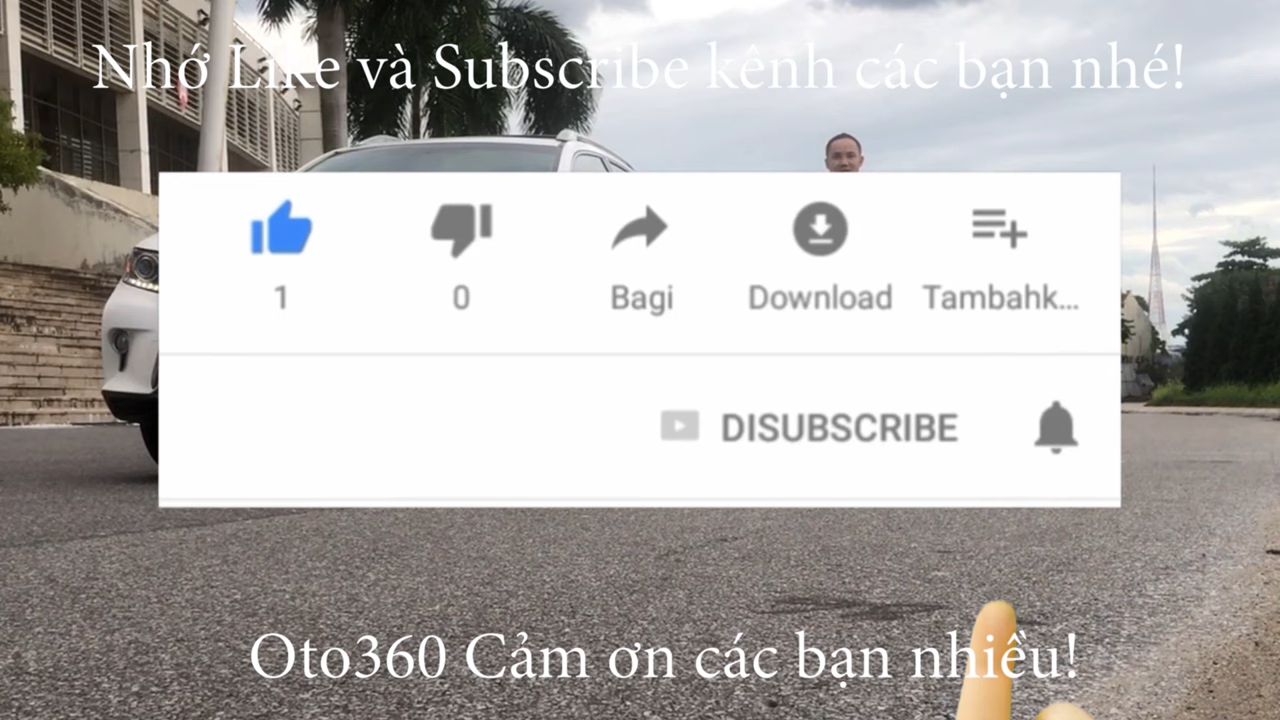 Nhớ Like và Subscribe kênh các bạn nhé!
1 0 Bagi Download Tambahk...
DISUBSCRIBE
Oto360 Cảm ơn các bạn nhiều!